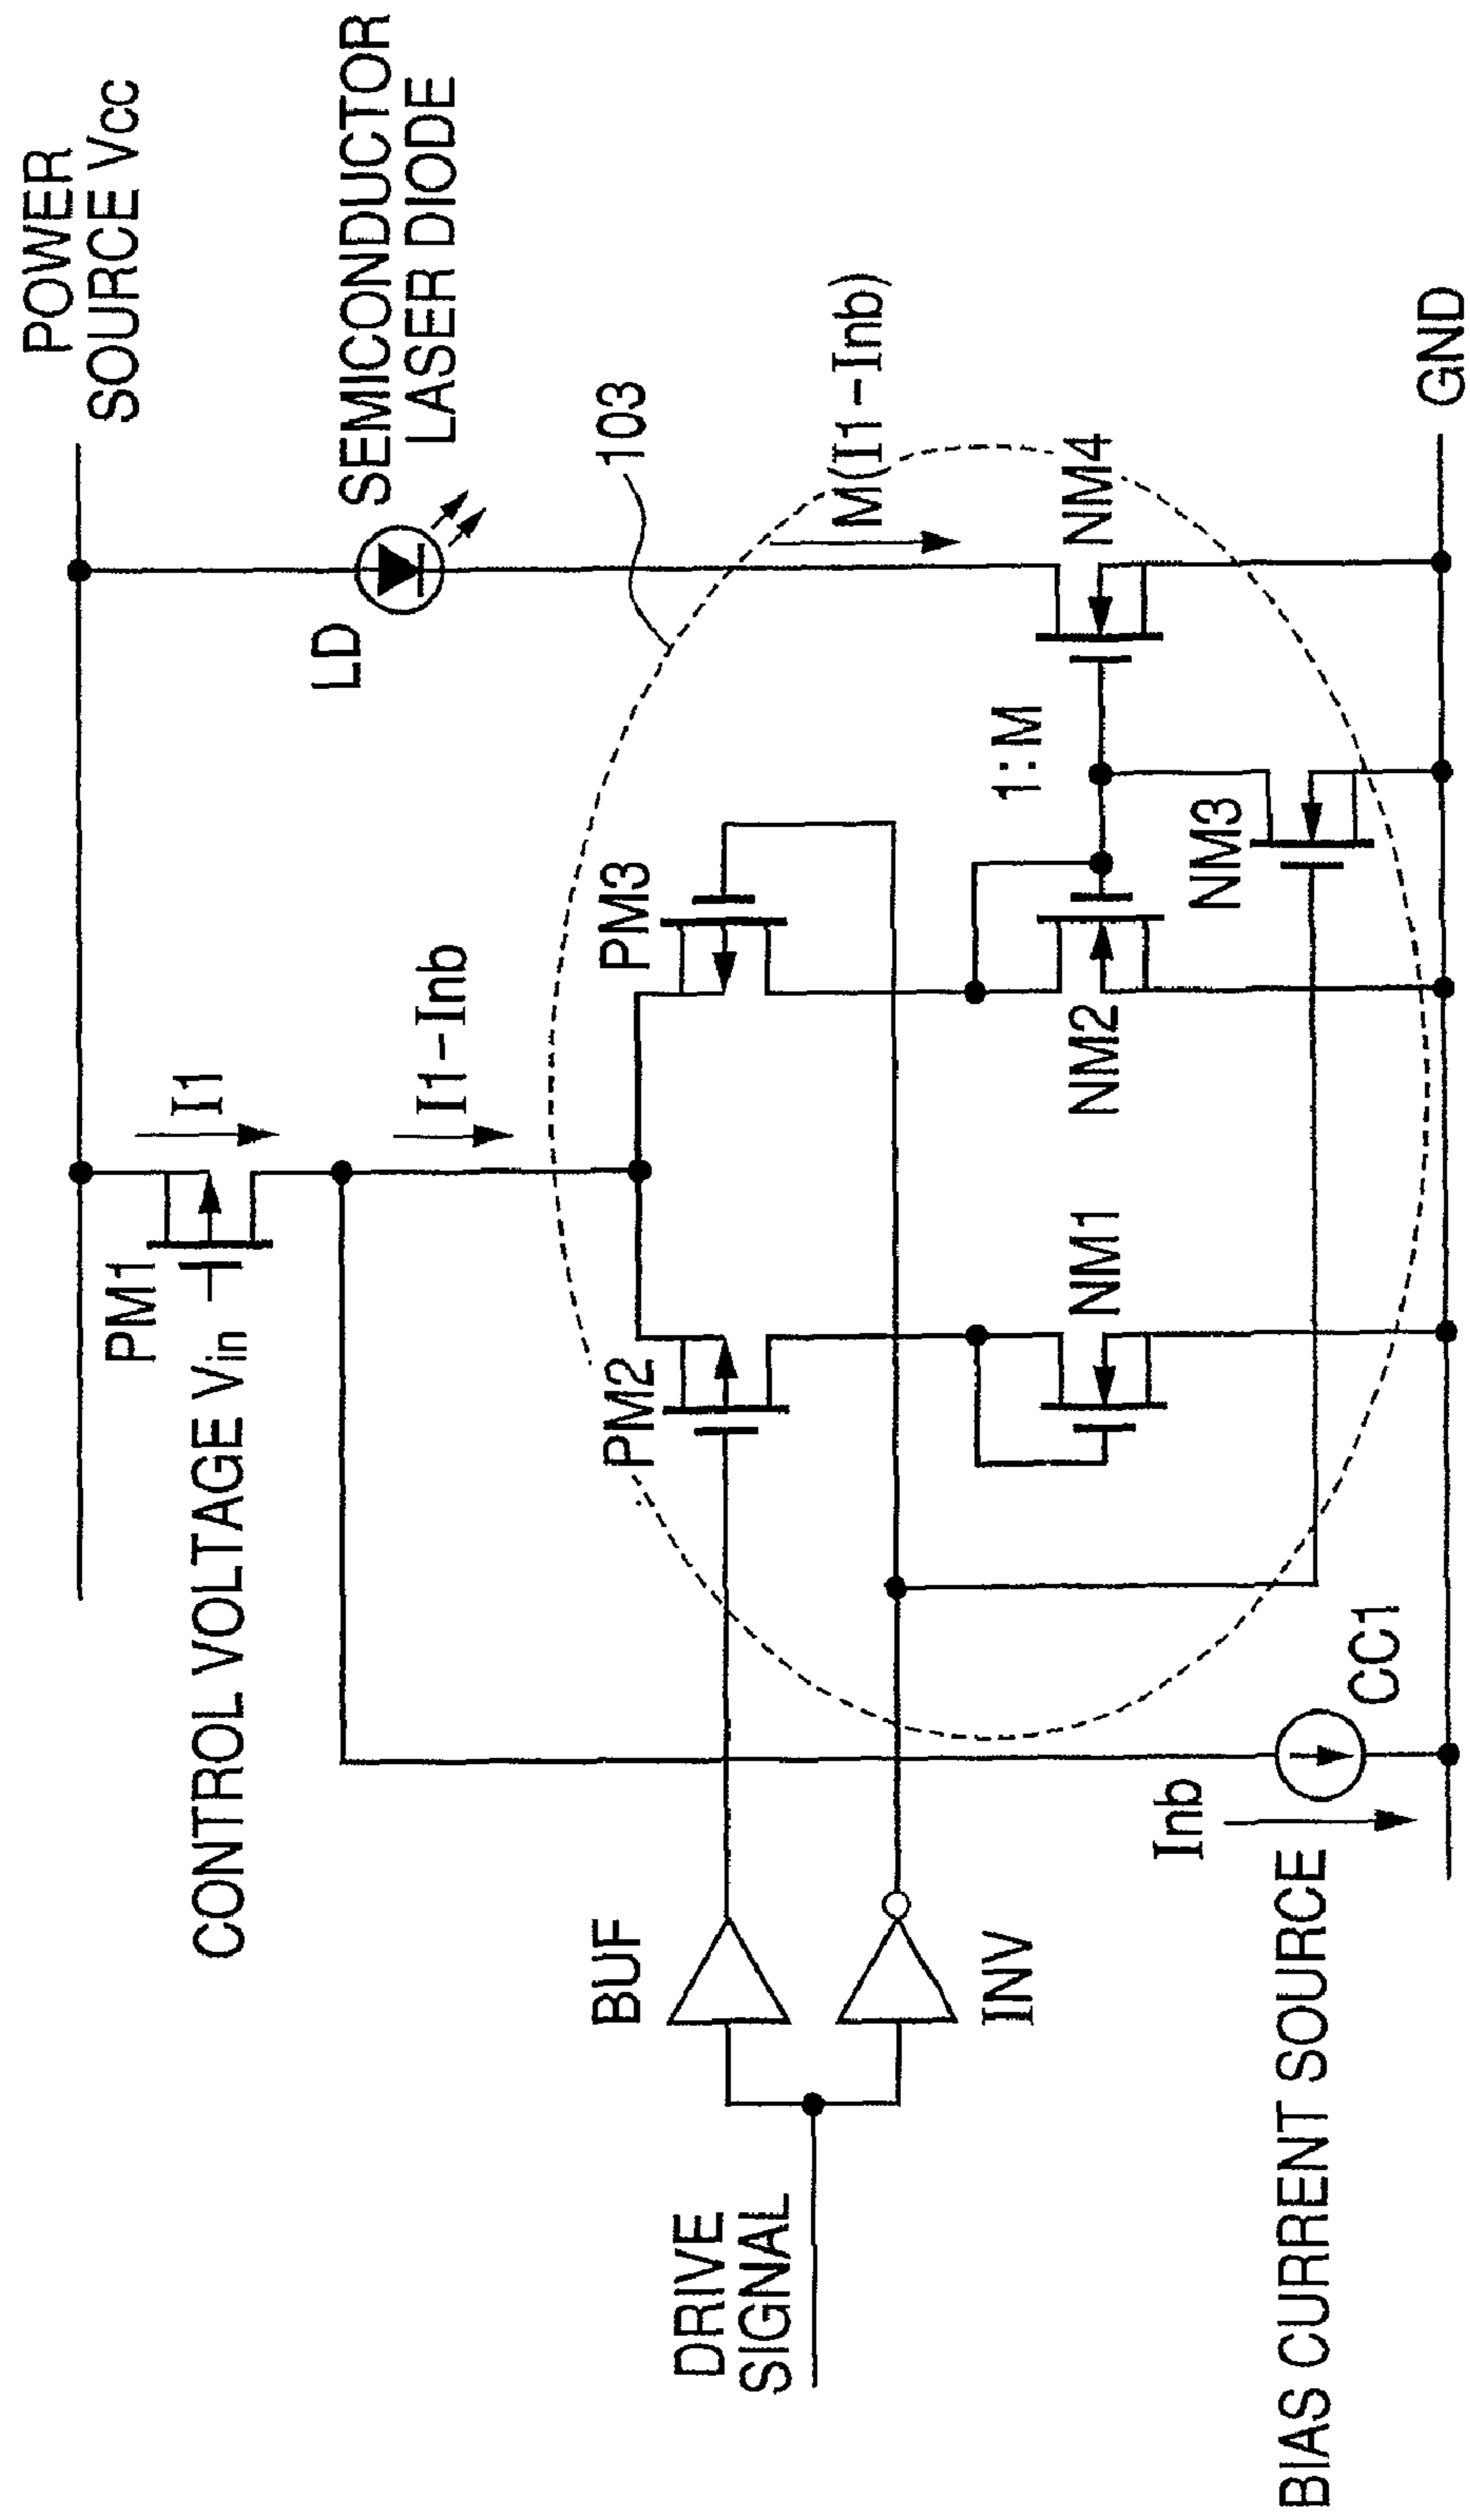 POWER
SOURCE Vcc
SEMICONDUCTOR
LASER DIODE
LD
103
M(I1-Inb)
NM4
GND
1:M
PM3
NM3
I1
I1-Inb
NM2
PM1
CONTROL VOLTAGE Vin
PM2
NM1
BUF
INV
DRIVE
SIGNAL
Inb
CC1
BIAS CURRENT SOURCE